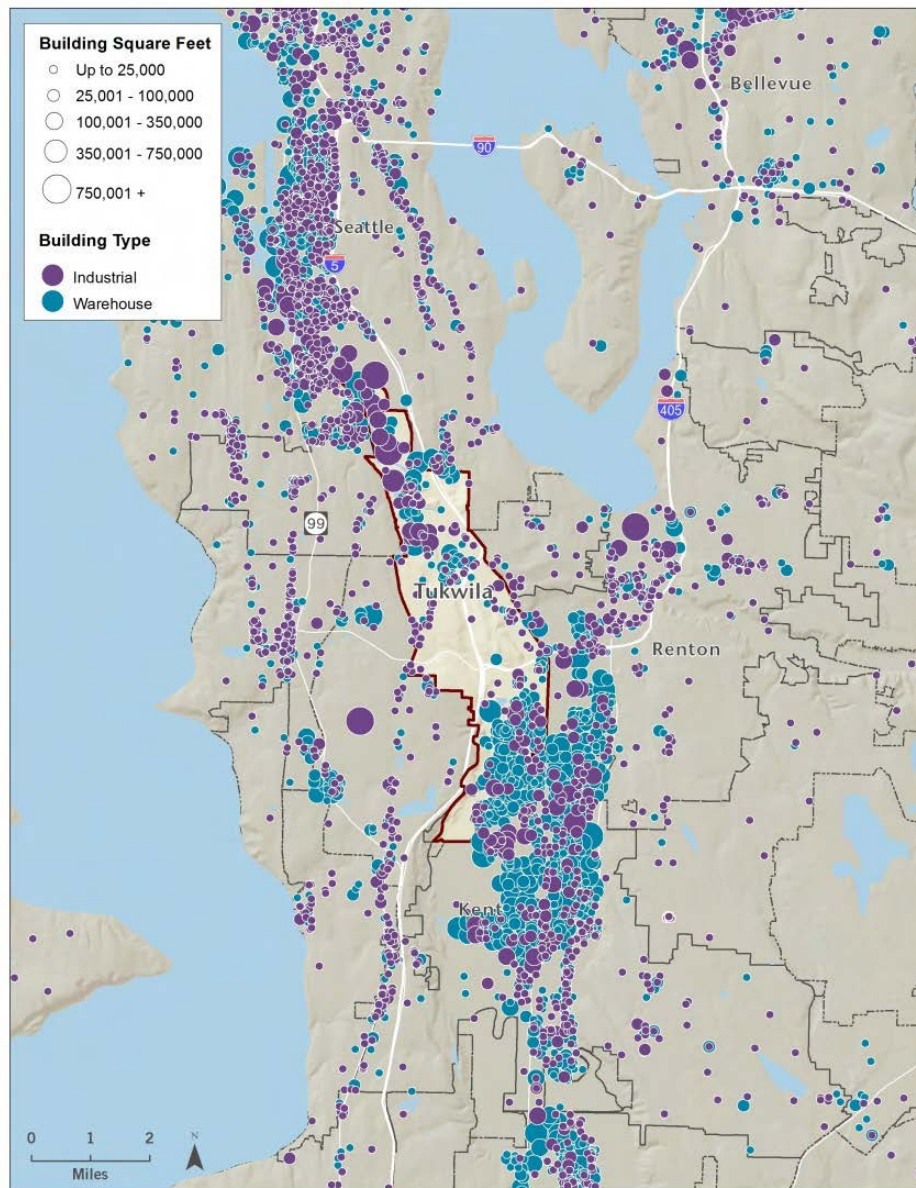 Building Square Feet
Up to 25,000
25,001 - 100,000
100,001 - 350,000
350,001 - 750,000
750,001 +
Building Type
Industrial
Warehouse
Bellevue
90
Seattle
5
405
99
Tukwila
Renton
Kent
0 1 2
Miles
N